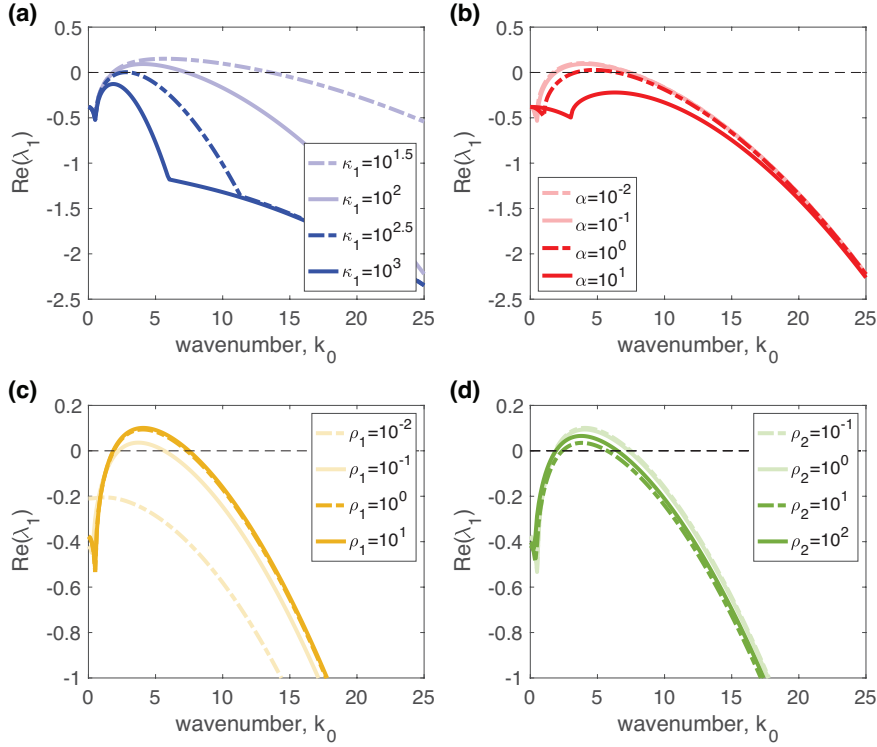 (a)
0.5
0
-0.5
-1
-1.5
-2
-2.5
Re(λ₁)
κ₁=10^1.5
κ₁=10^2
κ₁=10^2.5
κ₁=10^3
0 5 10 15 20 25
wavenumber, k₀
(b)
0.5
0
-0.5
-1
-1.5
-2
-2.5
Re(λ₁)
α=10^-2
α=10^-1
α=10^0
α=10^1
0 5 10 15 20 25
wavenumber, k₀
(c)
0.2
0
-0.2
-0.4
-0.6
-0.8
-1
Re(λ₁)
ρ₁=10^-2
ρ₁=10^-1
ρ₁=10^0
ρ₁=10^1
0 5 10 15 20 25
wavenumber, k₀
(d)
0.2
0
-0.2
-0.4
-0.6
-0.8
-1
Re(λ₁)
ρ₂=10^-1
ρ₂=10^0
ρ₂=10^1
ρ₂=10^2
0 5 10 15 20 25
wavenumber, k₀